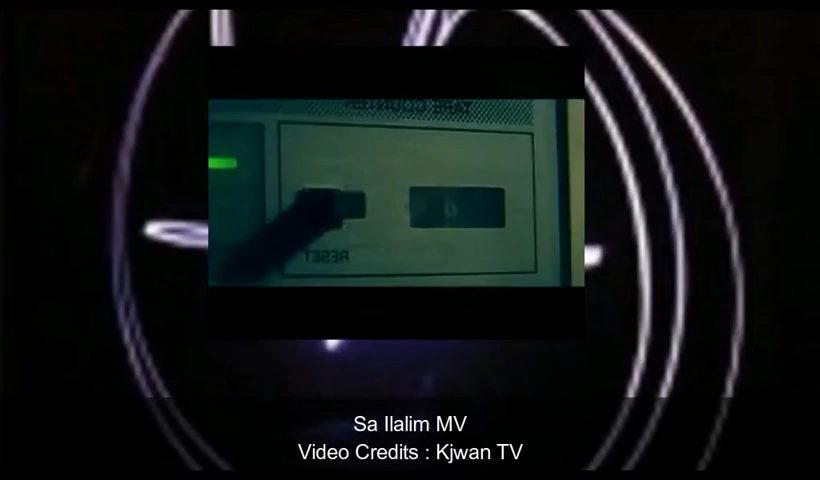 TAPE COUNTER
RESET
Sa Ilalim MV
Video Credits : Kjwan TV